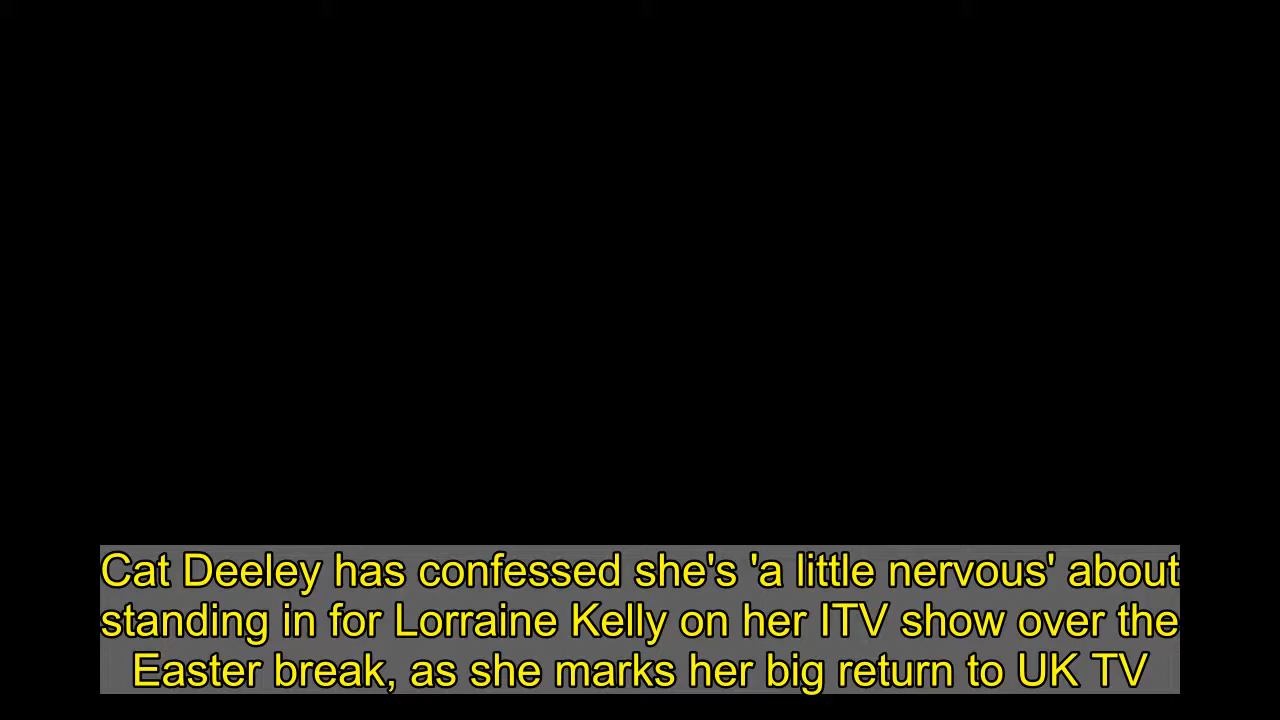 Cat Deeley has confessed she's 'a little nervous' about
standing in for Lorraine Kelly on her ITV show over the
Easter break, as she marks her big return to UK TV